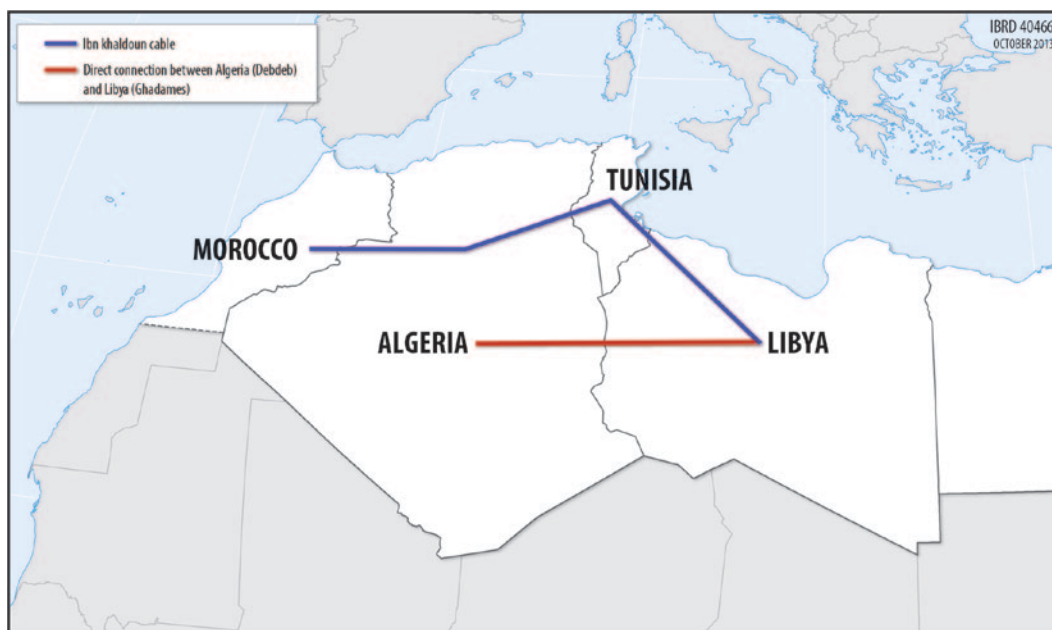 Ibn khaldoun cable
Direct connection between Algeria (Debdeb)
and Libya (Ghadames)
IBRD 40466
OCTOBER 2013
TUNISIA
MOROCCO
ALGERIA
LIBYA